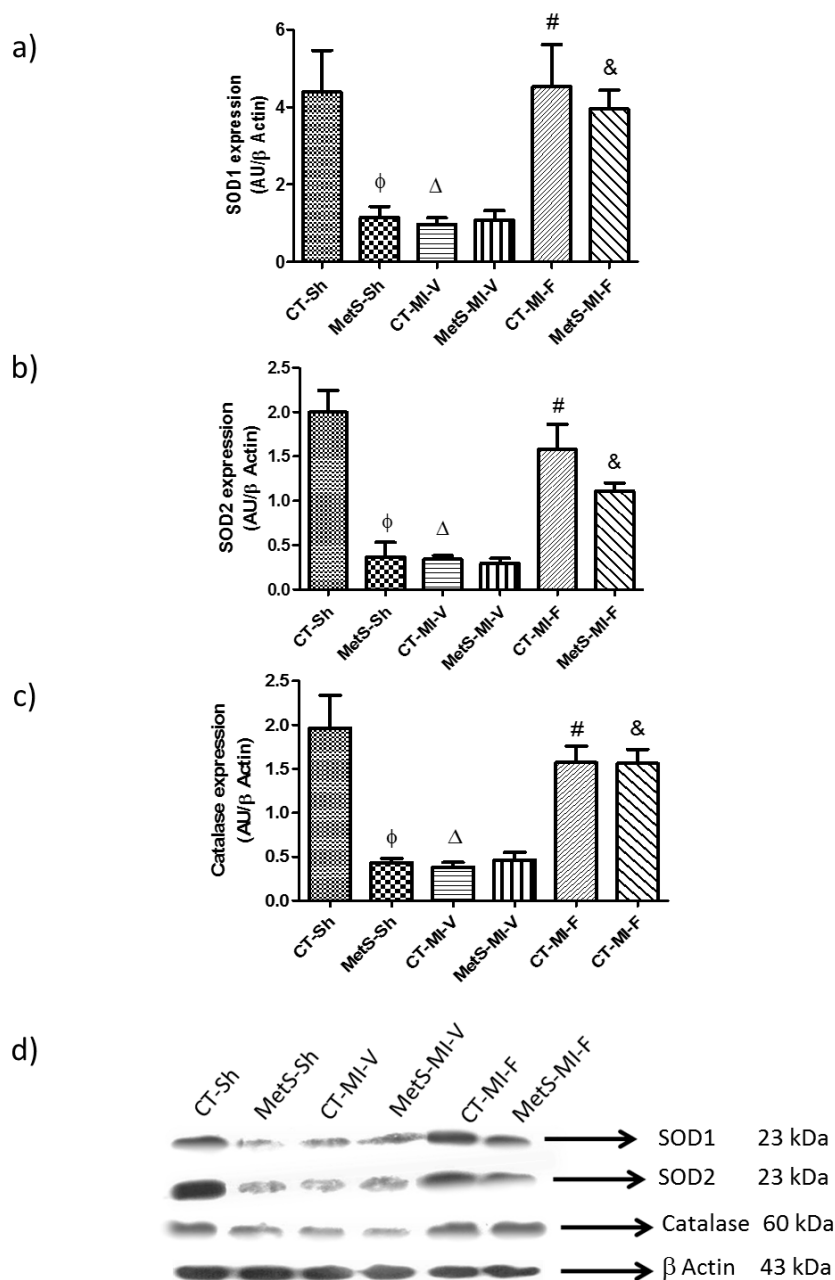 a)
SOD1 expression
(AU/β Actin)
6
4
2
0
ϕ
Δ
#
&
CT-Sh
MetS-Sh
CT-MI-V
MetS-MI-V
CT-MI-F
MetS-MI-F
b)
SOD2 expression
(AU/β Actin)
2.5
2.0
1.5
1.0
0.5
0.0
ϕ
Δ
#
&
CT-Sh
MetS-Sh
CT-MI-V
MetS-MI-V
CT-MI-F
MetS-MI-F
c)
Catalase expression
(AU/β Actin)
2.5
2.0
1.5
1.0
0.5
0.0
ϕ
Δ
#
&
CT-Sh
MetS-Sh
CT-MI-V
MetS-MI-V
CT-MI-F
CT-MI-F
d)
CT-Sh
MetS-Sh
CT-MI-V
MetS-MI-V
CT-MI-F
MetS-MI-F
SOD1 23 kDa
SOD2 23 kDa
Catalase 60 kDa
β Actin 43 kDa